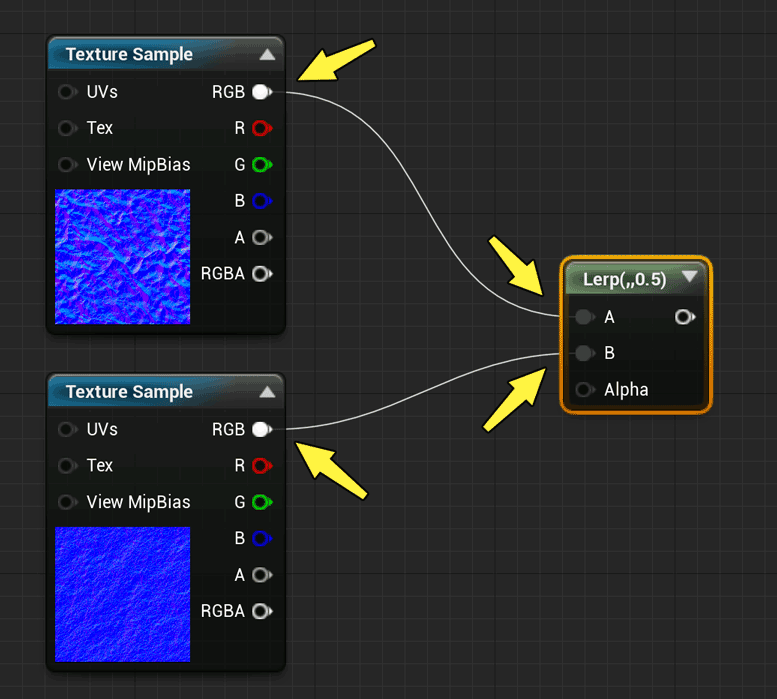 Texture Sample
UVs RGB
Tex R
View MipBias G
B
A
RGBA
Lerp(,,0.5)
A
B
Alpha
Texture Sample
UVs RGB
Tex R
View MipBias G
B
A
RGBA